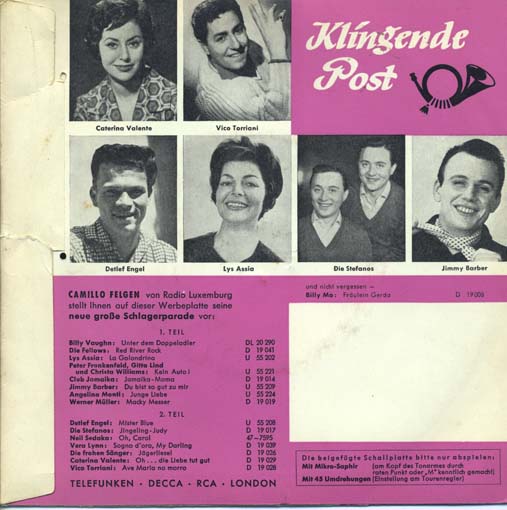 Klingende
Post
Caterina Valente
Vico Torriani
Detlef Engel
Lys Assia
Die Stefanos
Jimmy Barber
CAMILLO FELGEN von Radio Luxemburg
stellt Ihnen auf dieser Werbeplatte seine
neue große Schlagerparade vor:
1. TEIL
Billy Vaughn: Unter dem Doppeladler DL 20 290
Die Fellows: Red River Rock D 19 041
Lys Assia: La Golondrina U 55 202
Peter Frankenfeld, Gitta Lind
und Christa Williams: Kein Auto! U 55 221
Club Jamaika: Jamaika-Mama D 19 014
Jimmy Barber: Du bist so gut zu mir U 55 209
Angelina Monti: Junge Liebe U 55 224
Werner Müller: Macky Messer D 19 019
2. TEIL
Detlef Engel: Mister Blue U 55 208
Die Stefanos: Jingeling-Judy D 19 017
Neil Sedaka: Oh, Carol 47-7595
Vera Lynn: Sogno d'oro, My Darling D 19 039
Die frohen Sänger: Jägerliesel D 19 026
Caterina Valente: Oh... die Liebe tut gut D 19 029
Vico Torriani: Ave Maria no morro D 19 028
TELEFUNKEN · DECCA · RCA · LONDON
und nicht vergessen —
Billy Mo: Fräulein Gerda D 19 008
Die beigefügte Schallplatte bitte nur abspielen:
Mit Mikro-Saphir (am Kopf des Tonarmes durch
roten Punkt oder „M" kenntlich gemacht)
Mit 45 Umdrehungen (Einstellung am Tourenregler)